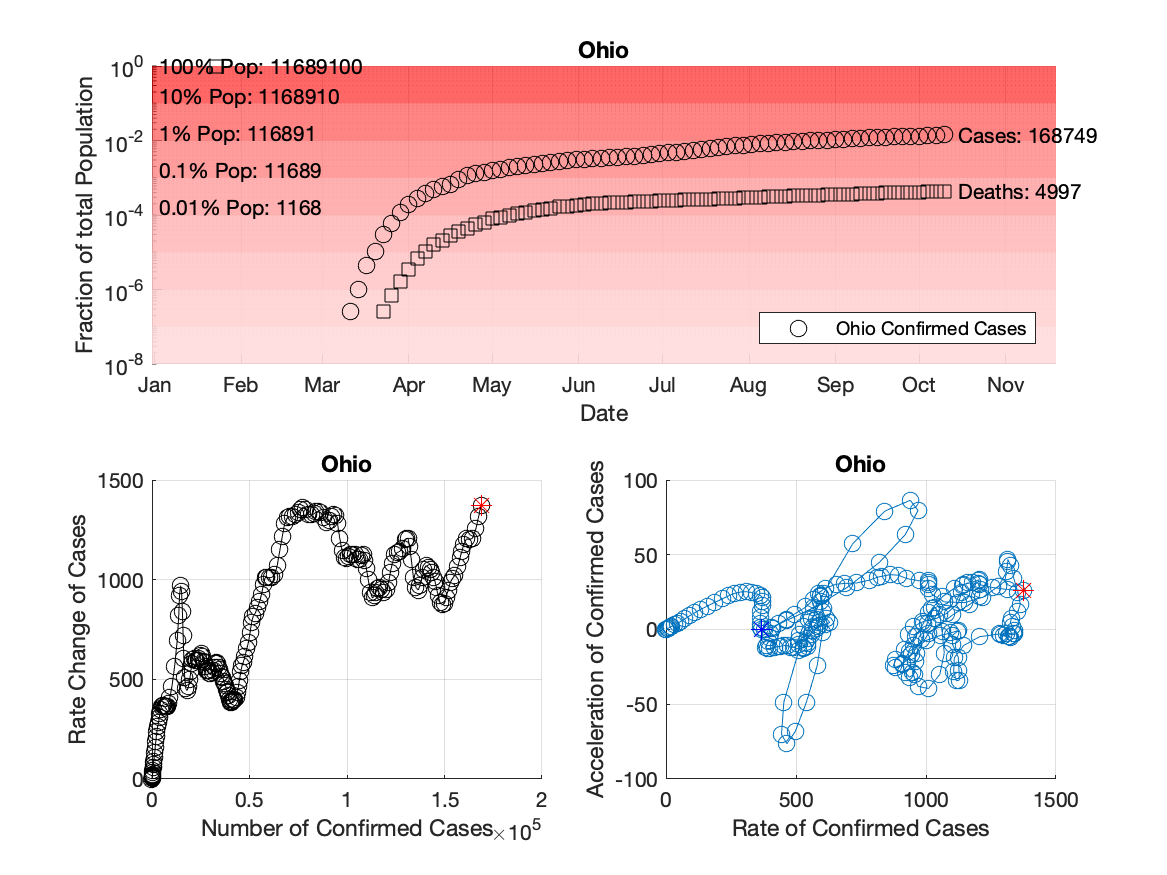 Ohio
10^0
10^-2
10^-4
10^-6
10^-8
Fraction of total Population
100% Pop: 11689100
10% Pop: 1168910
1% Pop: 116891
0.1% Pop: 11689
0.01% Pop: 1168
Cases: 168749
Deaths: 4997
Ohio Confirmed Cases
Jan Feb Mar Apr May Jun Jul Aug Sep Oct Nov
Date
Ohio
1500
1000
500
0
Rate Change of Cases
0 0.5 1 1.5 2
Number of Confirmed Cases ×10^5
Ohio
100
50
0
-50
-100
Acceleration of Confirmed Cases
0 500 1000 1500
Rate of Confirmed Cases